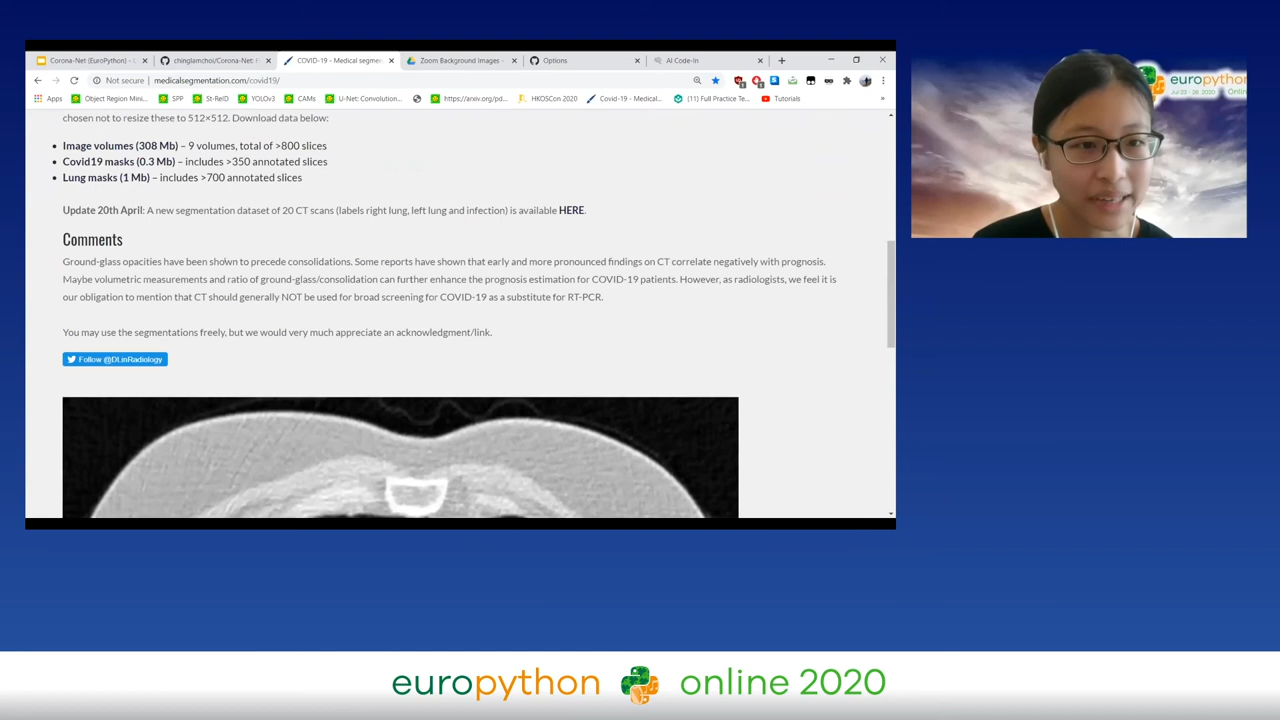 Corona-Net (EuroPython) - C
chinglamchoi/Corona-Net:
COVID-19 - Medical segme
Zoom Background Images -
Options
AI Code-In
Not secure
medicalsegmentation.com/covid19/
Apps
Object Region Mini...
SPP
St-ReID
YOLOv3
CAMs
U-Net: Convolution...
https://arxiv.org/pd...
HKOSCon 2020
Covid-19 - Medical...
(11) Full Practice Te...
Tutorials
»
chosen not to resize these to 512×512. Download data below:
Image volumes (308 Mb) – 9 volumes, total of >800 slices
Covid19 masks (0.3 Mb) – includes >350 annotated slices
Lung masks (1 Mb) – includes >700 annotated slices
Update 20th April: A new segmentation dataset of 20 CT scans (labels right lung, left lung and infection) is available HERE.
Comments
Ground-glass opacities have been shown to precede consolidations. Some reports have shown that early and more pronounced findings on CT correlate negatively with prognosis.
Maybe volumetric measurements and ratio of ground-glass/consolidation can further enhance the prognosis estimation for COVID-19 patients. However, as radiologists, we feel it is
our obligation to mention that CT should generally NOT be used for broad screening for COVID-19 as a substitute for RT-PCR.
You may use the segmentations freely, but we would very much appreciate an acknowledgment/link.
Follow @DLinRadiology
europython
Jul 23 - 26 2020
Online
europython online 2020